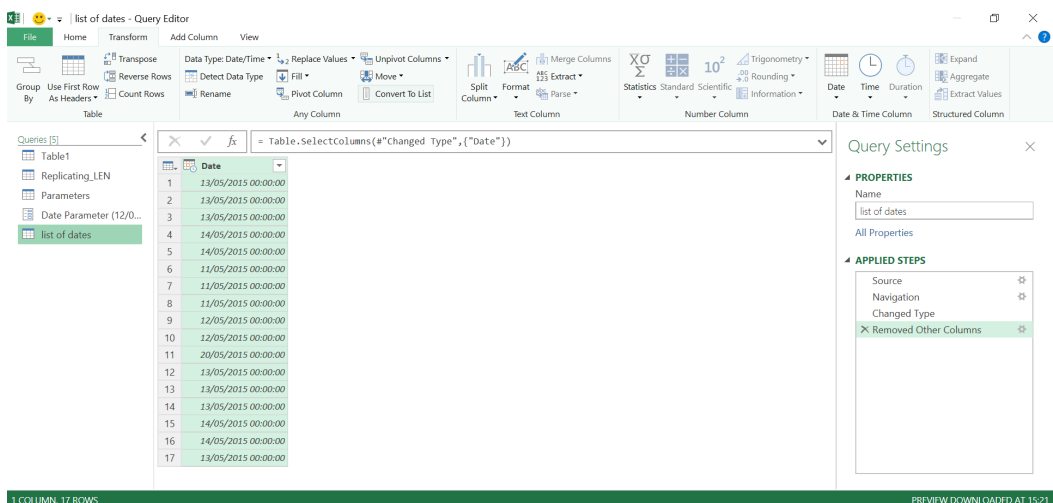 list of dates - Query Editor
File Home Transform Add Column View
Group By
Use First Row As Headers
Transpose
Reverse Rows
Count Rows
Table
Data Type: Date/Time
Detect Data Type
Rename
Replace Values
Fill
Pivot Column
Unpivot Columns
Move
Convert To List
Any Column
Split Column
Format
ABC
Merge Columns
ABC 123 Extract
Parse
Text Column
Statistics
Standard
10² Scientific
Trigonometry
.00 →.0 Rounding
Information
Number Column
Date
Time
Duration
Date & Time Column
Expand
Aggregate
Extract Values
Structured Column
Queries [5]
Table1
Replicating_LEN
Parameters
Date Parameter (12/0...
list of dates
fx = Table.SelectColumns(#"Changed Type",{"Date"})
Date
1 13/05/2015 00:00:00
2 13/05/2015 00:00:00
3 13/05/2015 00:00:00
4 14/05/2015 00:00:00
5 14/05/2015 00:00:00
6 11/05/2015 00:00:00
7 11/05/2015 00:00:00
8 11/05/2015 00:00:00
9 12/05/2015 00:00:00
10 12/05/2015 00:00:00
11 20/05/2015 00:00:00
12 13/05/2015 00:00:00
13 13/05/2015 00:00:00
14 13/05/2015 00:00:00
15 14/05/2015 00:00:00
16 14/05/2015 00:00:00
17 13/05/2015 00:00:00
Query Settings
PROPERTIES
Name
list of dates
All Properties
APPLIED STEPS
Source
Navigation
Changed Type
Removed Other Columns
1 COLUMN, 17 ROWS
PREVIEW DOWNLOADED AT 15:21